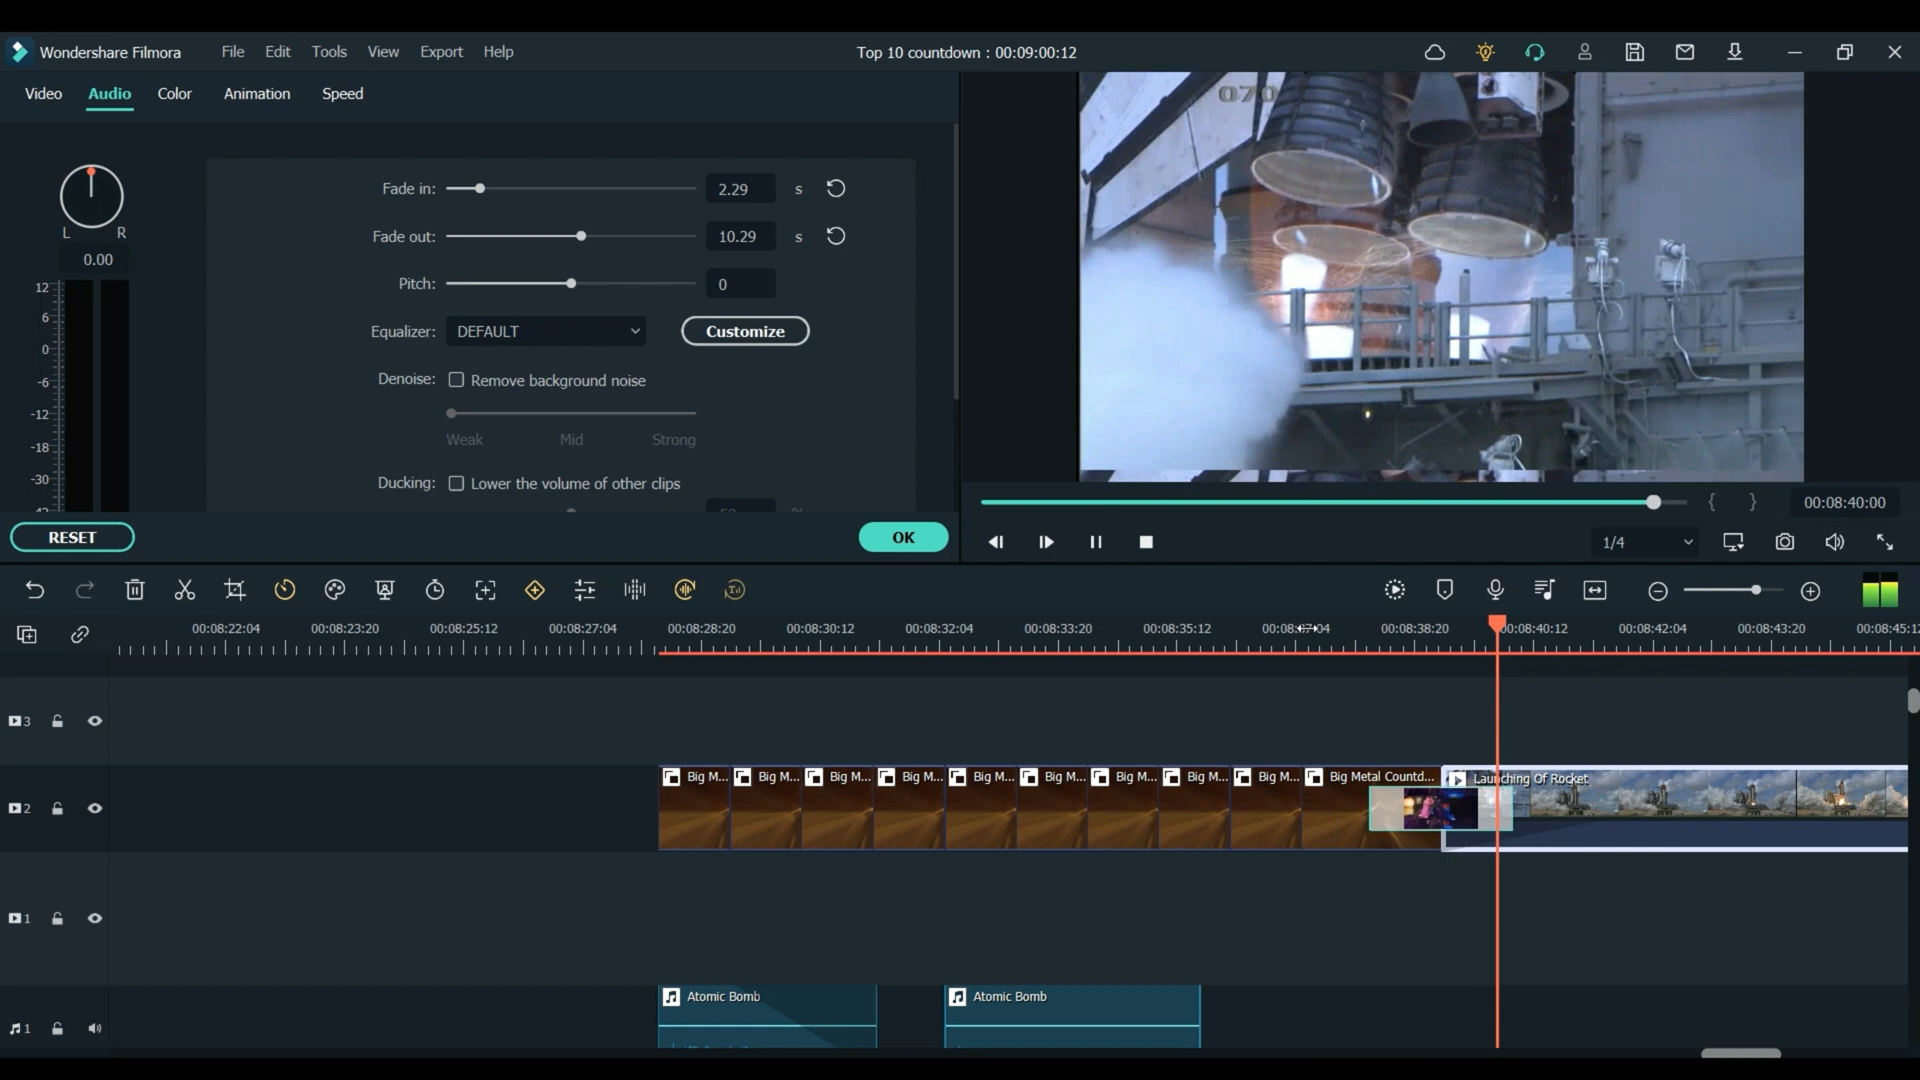 Wondershare Filmora File Edit Tools View Export Help Top 10 countdown : 00:09:00:12
Video Audio Color Animation Speed
070
Fade in: 2.29 s
Fade out: 10.29 s
L R
0.00
Pitch: 0
12
6
0
-6
-12
-18
-30
Equalizer: DEFAULT Customize
Denoise: Remove background noise
Weak Mid Strong
Ducking: Lower the volume of other clips
RESET OK
00:08:40:00
1/4
00:08:22:04 00:08:23:20 00:08:25:12 00:08:27:04 00:08:28:20 00:08:30:12 00:08:32:04 00:08:33:20 00:08:35:12 00:08:38:20 00:08:40:12 00:08:42:04 00:08:43:20 00:08:45:12
3
2
Big M... Big M... Big M... Big M... Big M... Big M... Big M... Big M... Big M... Big Metal Countd... Launching Of Rocket
1
Atomic Bomb Atomic Bomb
1